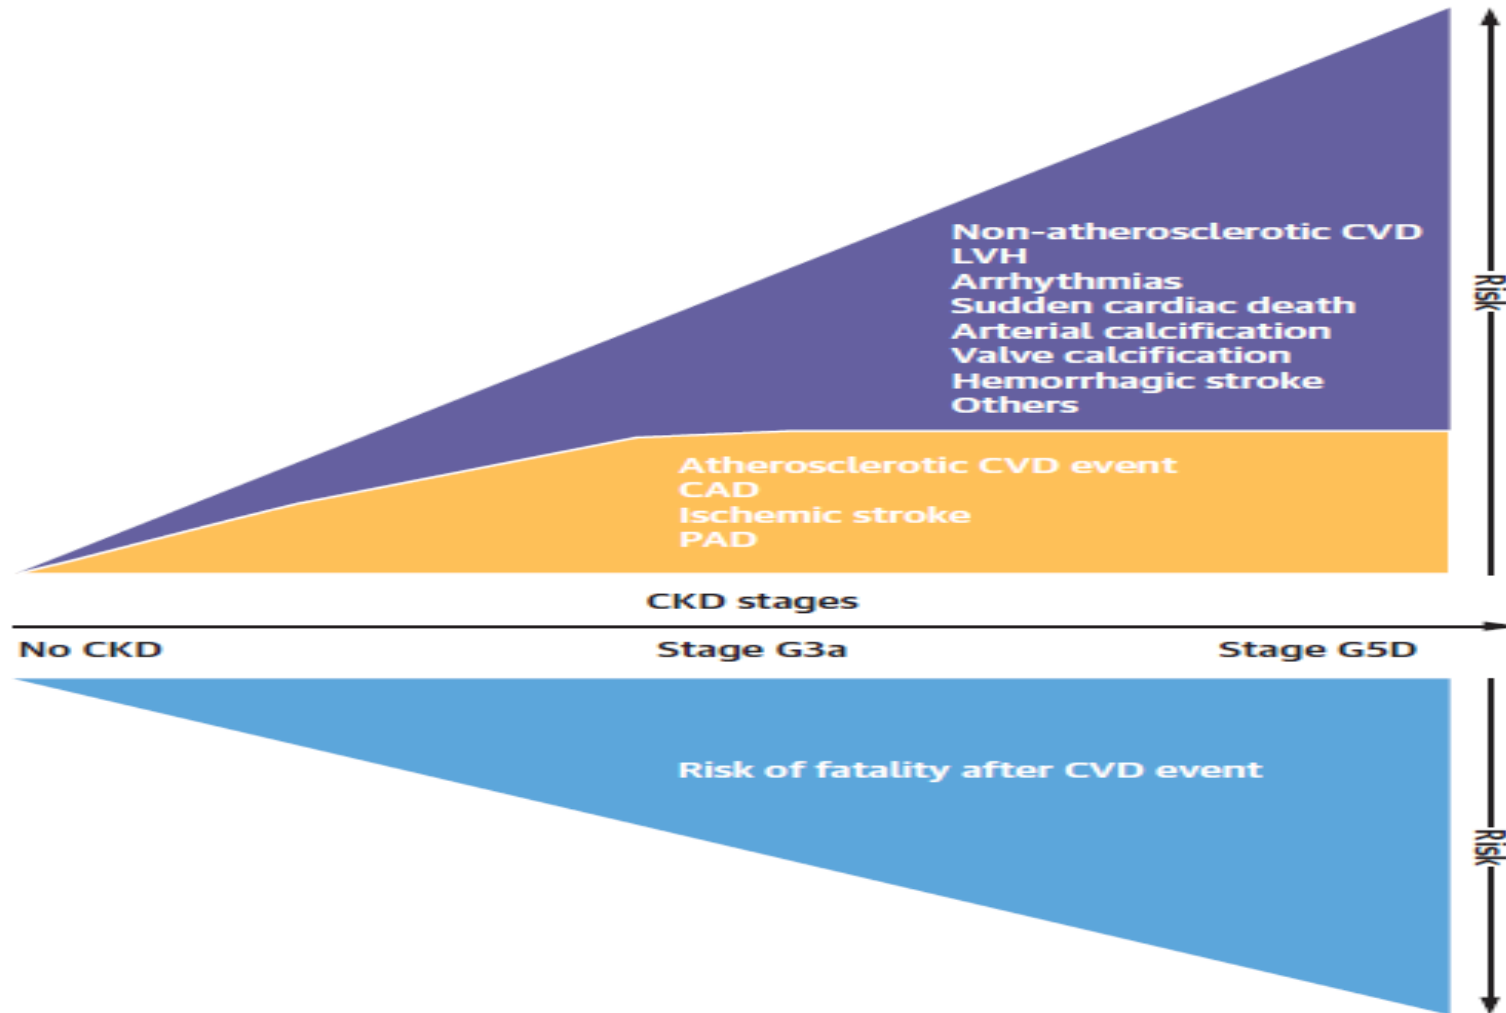 Non-atherosclerotic CVD
LVH
Arrhythmias
Sudden cardiac death
Arterial calcification
Valve calcification
Hemorrhagic stroke
Others
Risk
Atherosclerotic CVD event
CAD
Ischemic stroke
PAD
CKD stages
No CKD
Stage G3a
Stage G5D
Risk of fatality after CVD event
Risk